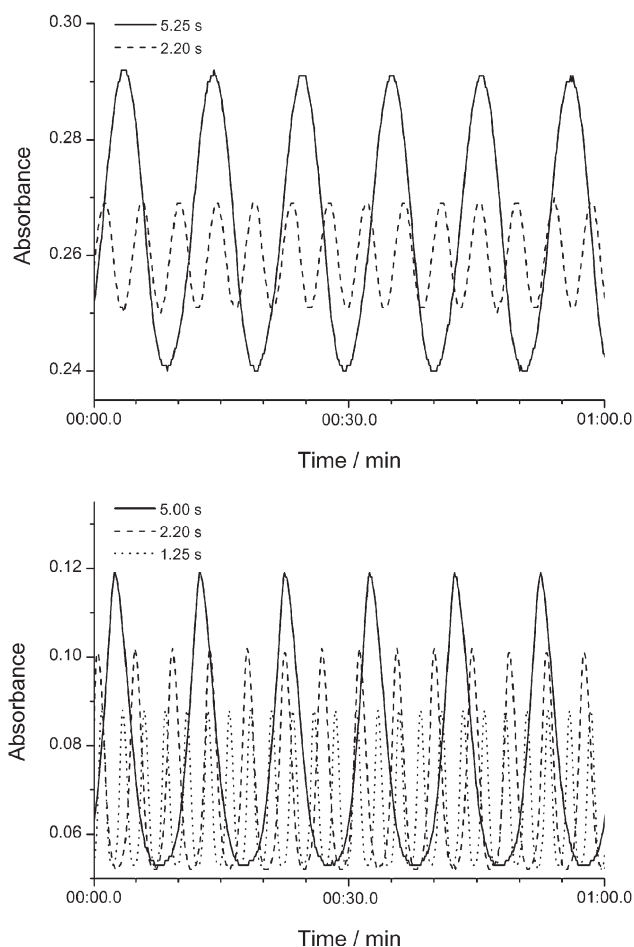 0.30
5.25 s
2.20 s
0.28
Absorbance
0.26
0.24
00:00.0 00:30.0 01:00.0
Time / min
5.00 s
2.20 s
1.25 s
0.12
0.10
Absorbance
0.08
0.06
00:00.0 00:30.0 01:00.0
Time / min